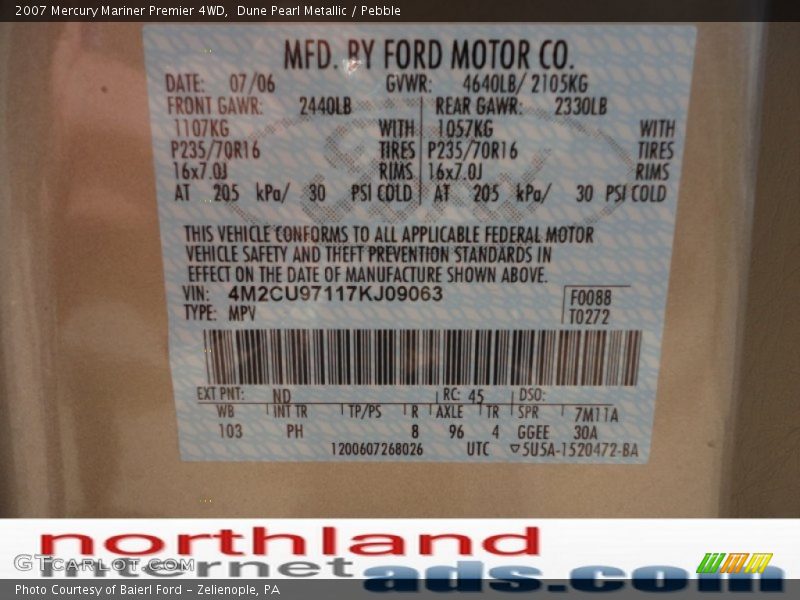 2007 Mercury Mariner Premier 4WD,  Dune Pearl Metallic / Pebble
MFD. BY FORD MOTOR CO.
DATE: 07/06 GVWR: 4640LB/ 2105KG
FRONT GAWR: 2440LB REAR GAWR: 2330LB
1107KG WITH 1057KG WITH
P235/70R16 TIRES P235/70R16 TIRES
16x7.0J RIMS 16x7.0J RIMS
AT 205 kPa/ 30 PSI COLD AT 205 kPa/ 30 PSI COLD
THIS VEHICLE CONFORMS TO ALL APPLICABLE FEDERAL MOTOR
VEHICLE SAFETY AND THEFT PREVENTION STANDARDS IN
EFFECT ON THE DATE OF MANUFACTURE SHOWN ABOVE.
VIN: 4M2CU97117KJ09063 F0088
TYPE: MPV T0272
EXT PNT: ND RC: 45 DSO:
WB INT TR TP/PS R AXLE TR SPR 7M11A
103 PH 8 96 4 GGEE 30A
1200607268026 UTC ▽5U5A-1520472-BA
northland
internet ads.com
GTCARLOT.COM
Photo Courtesy of Baierl Ford - Zelienople, PA